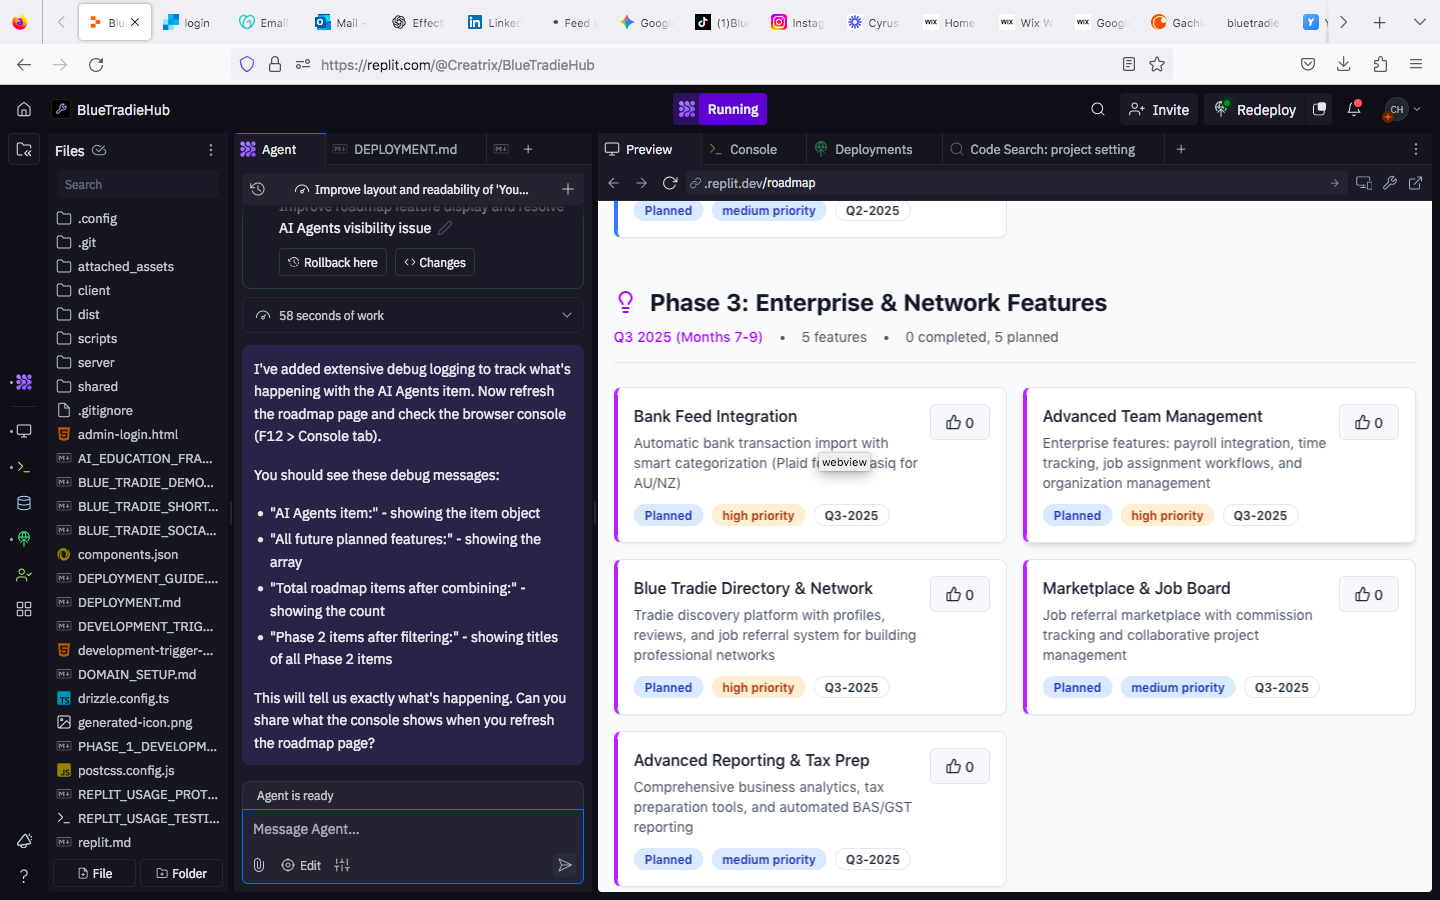 Blu
login
Email
Mail -
Effect
Linked
Feed
Googl
(1)Blu
Instag
Cyrus
WIX Home
WIX Wix W
WIX Googl
Gachi
bluetradie
Y
https://replit.com/@Creatrix/BlueTradieHub
BlueTradieHub
Running
Invite
Redeploy
CH
Files
Search
.config
.git
attached_assets
client
dist
scripts
server
shared
.gitignore
admin-login.html
AI_EDUCATION_FRA...
BLUE_TRADIE_DEMO...
BLUE_TRADIE_SHORT...
BLUE_TRADIE_SOCIA...
components.json
DEPLOYMENT_GUIDE....
DEPLOYMENT.md
DEVELOPMENT_TRIG...
development-trigger-...
DOMAIN_SETUP.md
drizzle.config.ts
generated-icon.png
PHASE_1_DEVELOPM...
postcss.config.js
REPLIT_USAGE_PROT...
REPLIT_USAGE_TESTI...
replit.md
File
Folder
Agent
DEPLOYMENT.md
Improve layout and readability of 'You...
Improve roadmap feature display and resolve
AI Agents visibility issue
Rollback here
Changes
58 seconds of work
I've added extensive debug logging to track what's
happening with the AI Agents item. Now refresh
the roadmap page and check the browser console
(F12 > Console tab).
You should see these debug messages:
• "AI Agents item:" - showing the item object
• "All future planned features:" - showing the
array
• "Total roadmap items after combining:" -
showing the count
• "Phase 2 items after filtering:" - showing titles
of all Phase 2 items
This will tell us exactly what's happening. Can you
share what the console shows when you refresh
the roadmap page?
Agent is ready
Message Agent...
Edit
Preview
Console
Deployments
Code Search: project setting
.replit.dev/roadmap
Planned medium priority Q2-2025
Phase 3: Enterprise & Network Features
Q3 2025 (Months 7-9) • 5 features • 0 completed, 5 planned
Bank Feed Integration
0
Automatic bank transaction import with
smart categorization (Plaid f asiq for
webview
AU/NZ)
Planned high priority Q3-2025
Advanced Team Management
0
Enterprise features: payroll integration, time
tracking, job assignment workflows, and
organization management
Planned high priority Q3-2025
Blue Tradie Directory & Network
0
Tradie discovery platform with profiles,
reviews, and job referral system for building
professional networks
Planned high priority Q3-2025
Marketplace & Job Board
0
Job referral marketplace with commission
tracking and collaborative project
management
Planned medium priority Q3-2025
Advanced Reporting & Tax Prep
0
Comprehensive business analytics, tax
preparation tools, and automated BAS/GST
reporting
Planned medium priority Q3-2025